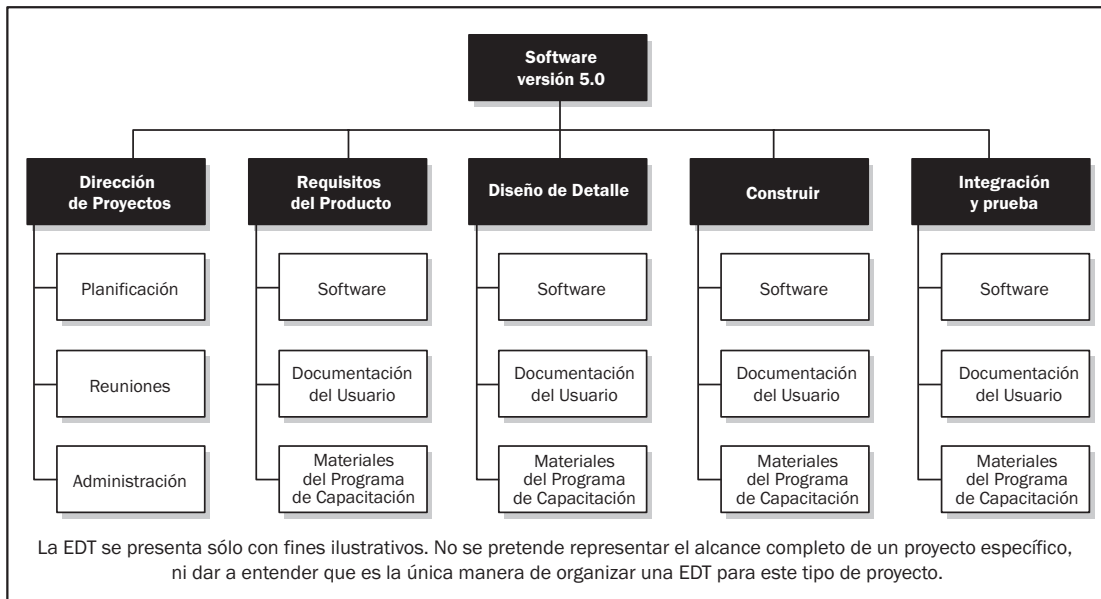 Software
versión 5.0
Dirección
de Proyectos
Requisitos
del Producto
Diseño de Detalle
Construir
Integración
y prueba
Planificación
Software
Software
Software
Software
Reuniones
Documentación
del Usuario
Documentación
del Usuario
Documentación
del Usuario
Documentación
del Usuario
Administración
Materiales
del Programa
de Capacitación
Materiales
del Programa
de Capacitación
Materiales
del Programa
de Capacitación
Materiales
del Programa
de Capacitación
La EDT se presenta sólo con fines ilustrativos. No se pretende representar el alcance completo de un proyecto específico,
ni dar a entender que es la única manera de organizar una EDT para este tipo de proyecto.